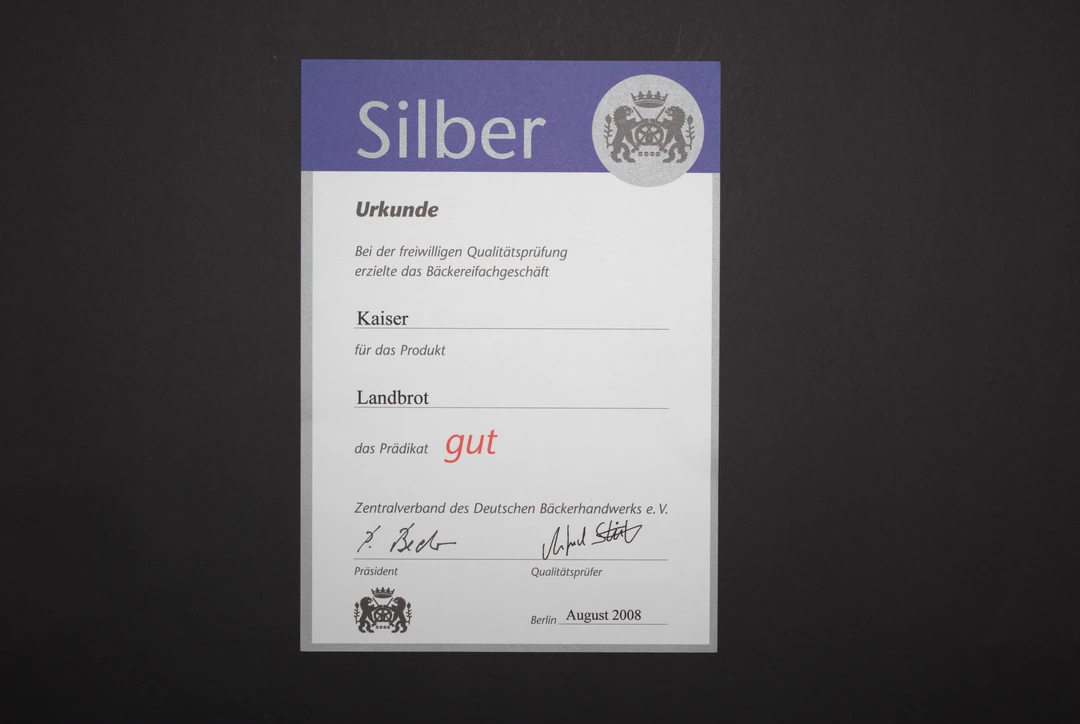 Silber
Urkunde
Bei der freiwilligen Qualitätsprüfung
erzielte das Bäckereifachgeschäft
Kaiser
für das Produkt
Landbrot
das Prädikat gut
Zentralverband des Deutschen Bäckerhandwerks e. V.
Präsident Qualitätsprüfer
Berlin August 2008